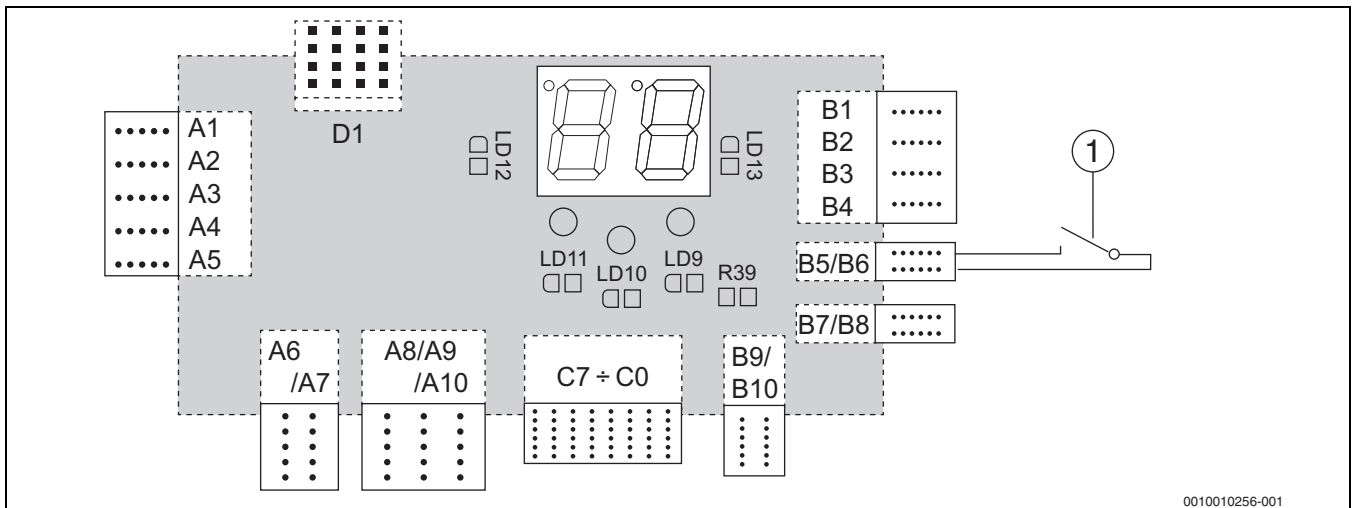 D1
A1
A2
A3
A4
A5
LD12
LD13
B1
B2
B3
B4
1
LD11
LD10
LD9
R39
B5/B6
B7/B8
A6
/A7
A8/A9
/A10
C7 ÷ C0
B9/
B10
0010010256-001